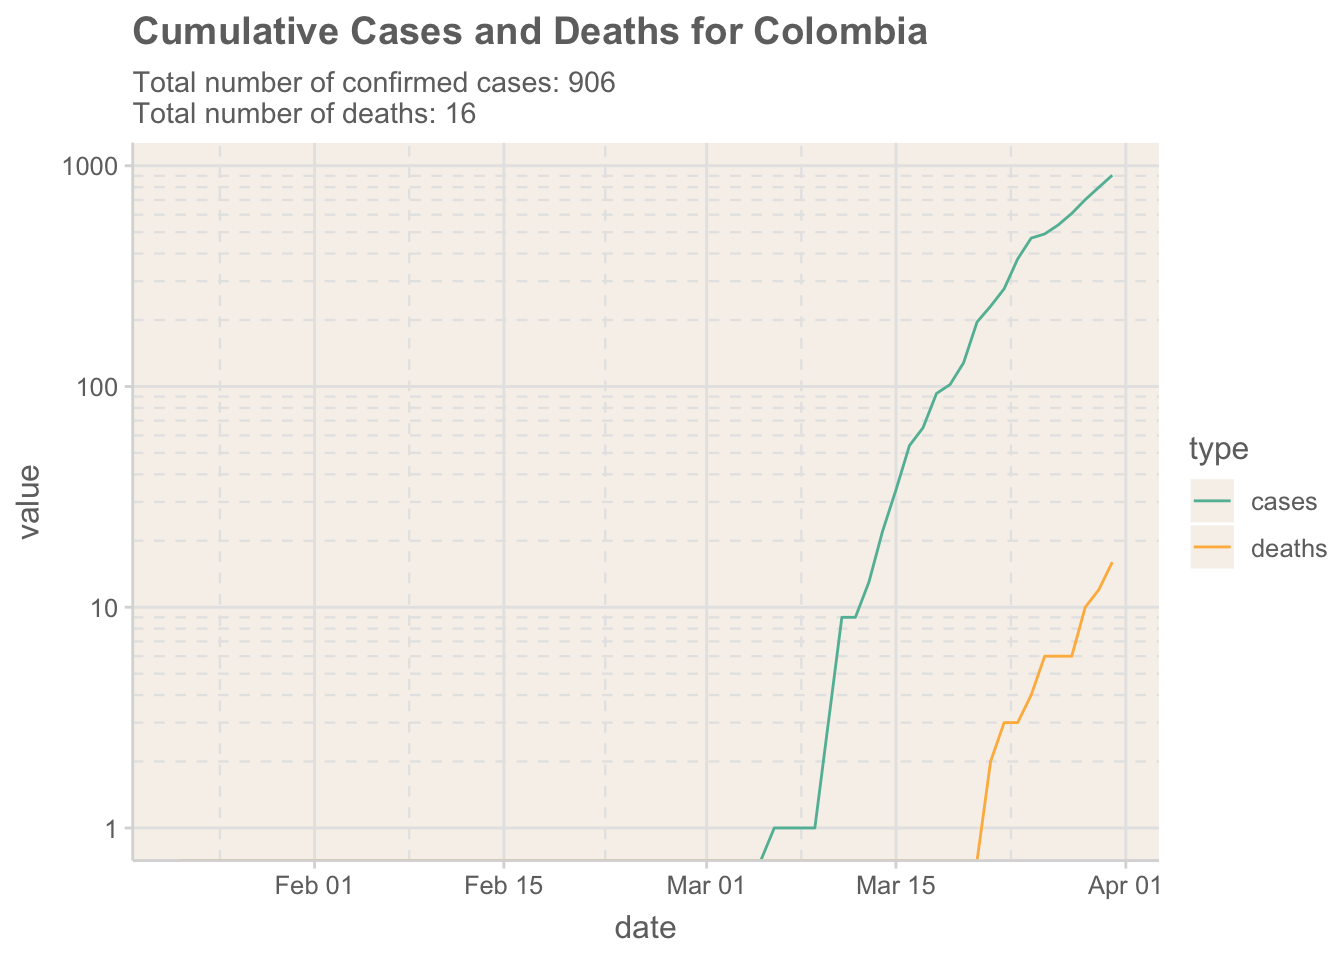 Cumulative Cases and Deaths for Colombia
Total number of confirmed cases: 906
Total number of deaths: 16
1000
100
10
1
value
Feb 01
Feb 15
Mar 01
Mar 15
Apr 01
date
type
cases
deaths